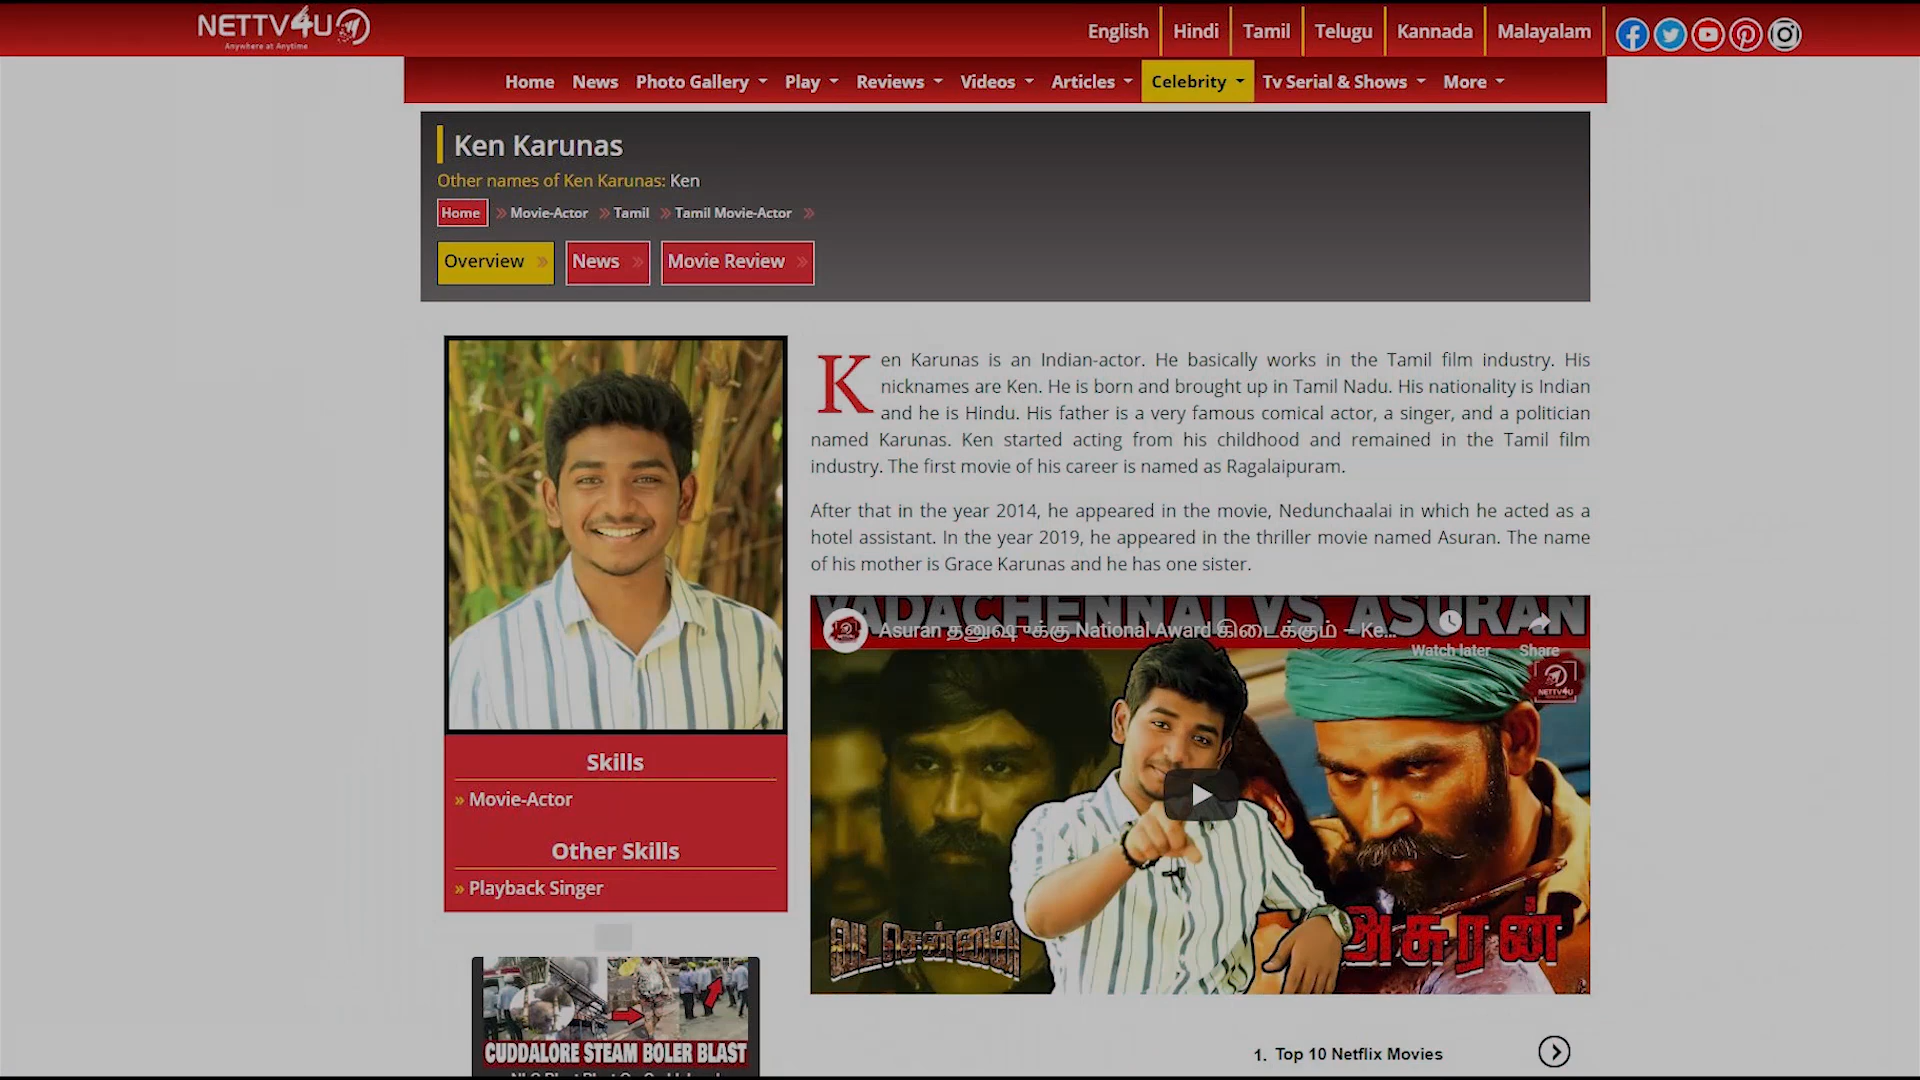 NETTV4U
Anywhere at Anytime
English
Hindi
Tamil
Telugu
Kannada
Malayalam
Home
News
Photo Gallery
Play
Reviews
Videos
Articles
Celebrity
Tv Serial & Shows
More
Ken Karunas
Other names of Ken Karunas: Ken
Home » Movie-Actor » Tamil » Tamil Movie-Actor »
Overview »
News »
Movie Review »
Ken Karunas is an Indian-actor. He basically works in the Tamil film industry. His
nicknames are Ken. He is born and brought up in Tamil Nadu. His nationality is Indian
and he is Hindu. His father is a very famous comical actor, a singer, and a politician
named Karunas. Ken started acting from his childhood and remained in the Tamil film
industry. The first movie of his career is named as Ragalaipuram.
After that in the year 2014, he appeared in the movie, Nedunchaalai in which he acted as a
hotel assistant. In the year 2019, he appeared in the thriller movie named Asuran. The name
of his mother is Grace Karunas and he has one sister.
VADACHENNAI VS ASURAN
Asuran தனுஷுக்கு National Award கிடைக்கும் – Ke...
Watch later
Share
NETTV4U
வடசென்னை
அசுரன்
Skills
» Movie-Actor
Other Skills
» Playback Singer
CUDDALORE STEAM BOLER BLAST
1. Top 10 Netflix Movies